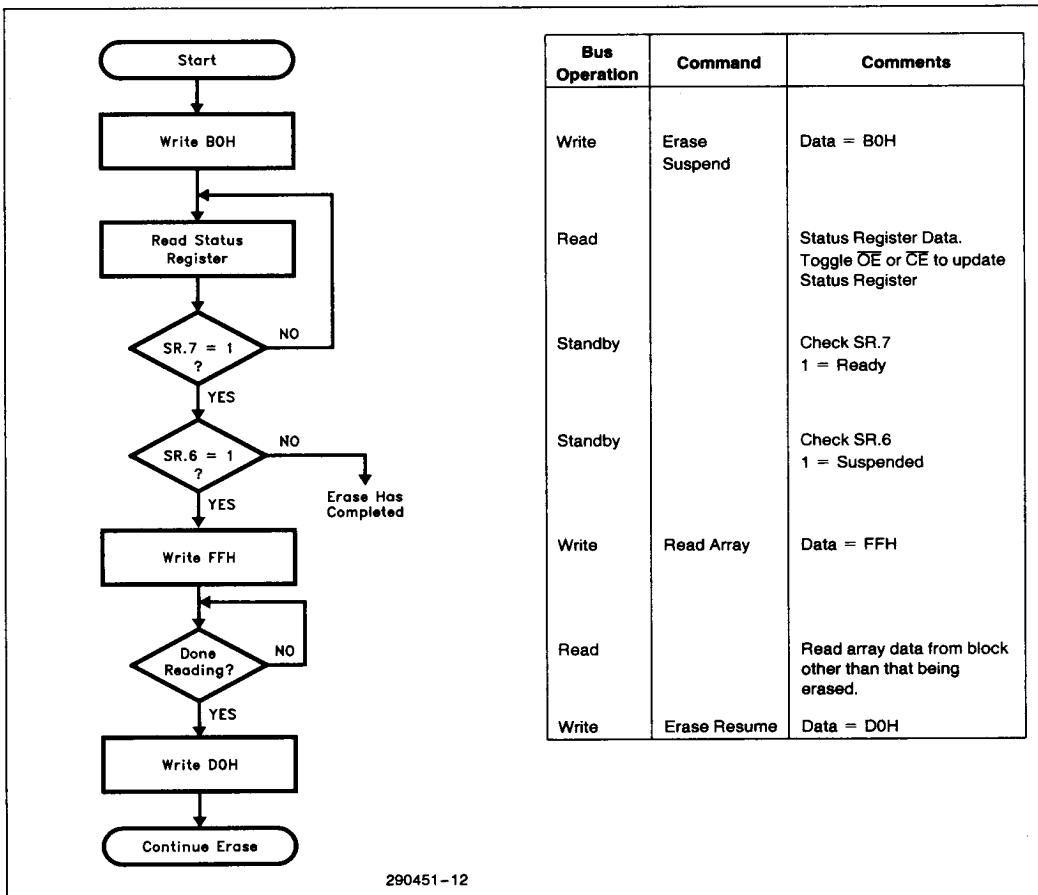 Start
Write B0H
Read Status
Register
SR.7 = 1
?
NO
YES
SR.6 = 1
?
NO
Erase Has
Completed
YES
Write FFH
Done
Reading?
NO
YES
Write D0H
Continue Erase
Bus
Operation
Command
Comments
Write
Erase
Suspend
Data = B0H
Read
Status Register Data.
Toggle O̅E̅ or C̅E̅ to update
Status Register
Standby
Check SR.7
1 = Ready
Standby
Check SR.6
1 = Suspended
Write
Read Array
Data = FFH
Read
Read array data from block
other than that being
erased.
Write
Erase Resume
Data = D0H
290451–12